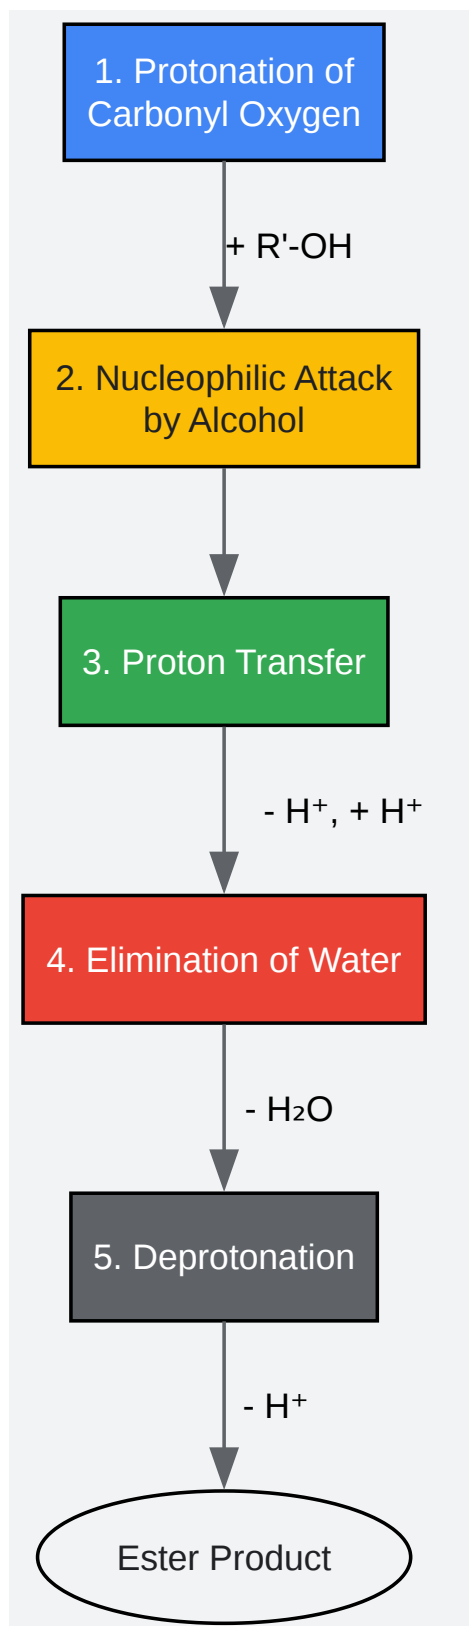 1. Protonation of
Carbonyl Oxygen
+ R'-OH
2. Nucleophilic Attack
by Alcohol
3. Proton Transfer
- H⁺, + H⁺
4. Elimination of Water
- H₂O
5. Deprotonation
- H⁺
Ester Product